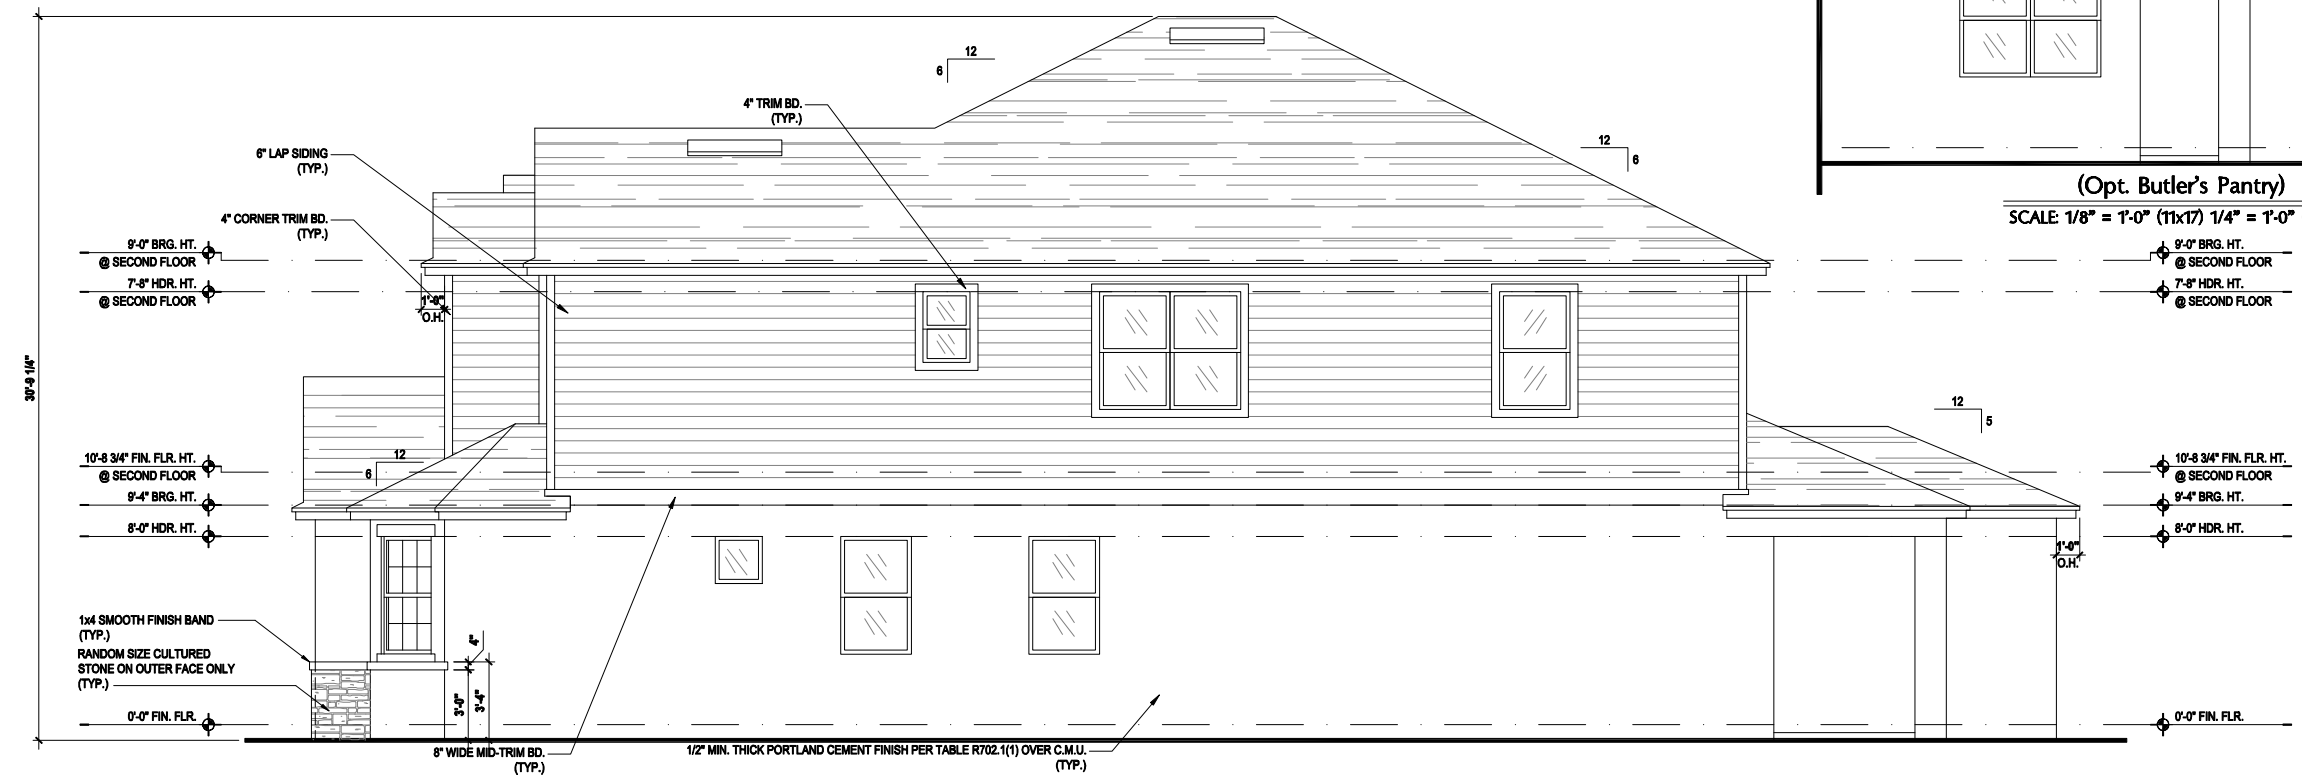 12
6
4" TRIM BD.
(TYP.)
6" LAP SIDING
(TYP.)
12
6
(Opt. Butler's Pantry)
SCALE: 1/8" = 1'-0" (11x17) 1/4" = 1'-0"
4" CORNER TRIM BD.
(TYP.)
9'-0" BRG. HT.
@ SECOND FLOOR
9'-0" BRG. HT.
@ SECOND FLOOR
7'-8" HDR. HT.
@ SECOND FLOOR
7'-8" HDR. HT.
@ SECOND FLOOR
1'-0"
O.H.
30'-9 1/4"
12
5
12
6
10'-8 3/4" FIN. FLR. HT.
@ SECOND FLOOR
10'-8 3/4" FIN. FLR. HT.
@ SECOND FLOOR
9'-4" BRG. HT.
9'-4" BRG. HT.
8'-0" HDR. HT.
8'-0" HDR. HT.
1'-0"
O.H.
1x4 SMOOTH FINISH BAND
(TYP.)
4"
RANDOM SIZE CULTURED
STONE ON OUTER FACE ONLY
(TYP.)
3'-0"
3'-4"
0'-0" FIN. FLR.
0'-0" FIN. FLR.
8" WIDE MID-TRIM BD.
(TYP.)
1/2" MIN. THICK PORTLAND CEMENT FINISH PER TABLE R702.1(1) OVER C.M.U.
(TYP.)